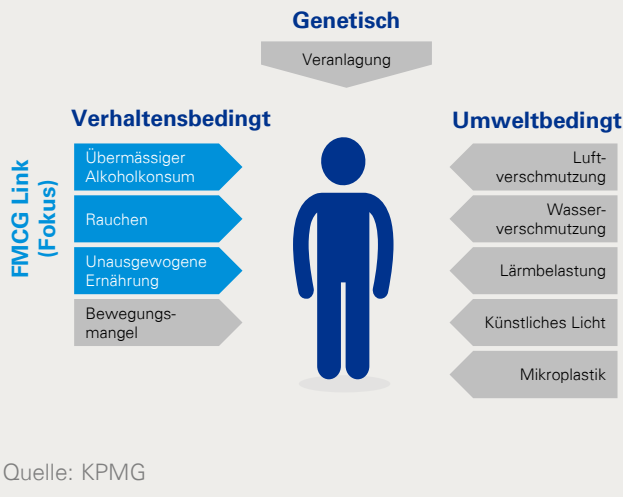 Genetisch
Veranlagung
Verhaltensbedingt
FMCG Link
(Fokus)
Übermässiger
Alkoholkonsum
Rauchen
Unausgewogene
Ernährung
Bewegungs-
mangel
Umweltbedingt
Luft-
verschmutzung
Wasser-
verschmutzung
Lärmbelastung
Künstliches Licht
Mikroplastik
Quelle: KPMG